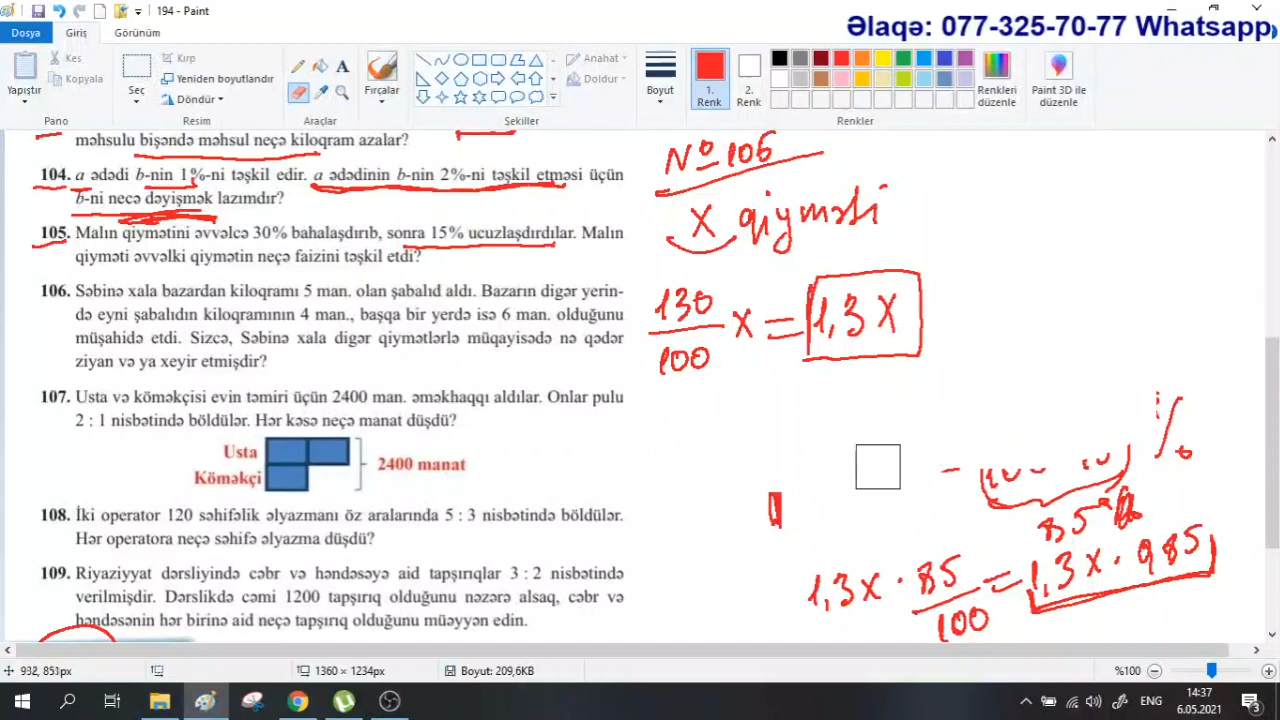 194 - Paint
Əlaqə: 077-325-70-77 Whatsapp
Dosya
Giriş
Görünüm
Yapıştır
Kes
Kopyala
Seç
Kırp
Yeniden boyutlandır
Döndür
A
Fırçalar
Anahat
Doldur
Boyut
1.
Renk
2.
Renk
Renkleri
düzenle
Paint 3D ile
düzenle
Pano
Resim
Araçlar
Şekiller
Renkler
məhsulu bişəndə məhsul neçə kiloqram azalar?
104. a ədədi b-nin 1%-ni təşkil edir. a ədədinin b-nin 2%-ni təşkil etməsi üçün
b-ni necə dəyişmək lazımdır?
105. Malın qiymətini əvvəlcə 30% bahalaşdırıb, sonra 15% ucuzlaşdırdılar. Malın
qiyməti əvvəlki qiymətin neçə faizini təşkil etdi?
106. Səbinə xala bazardan kiloqramı 5 man. olan şabalıd aldı. Bazarın digər yerin-
də eyni şabalıdın kiloqramının 4 man., başqa bir yerdə isə 6 man. olduğunu
müşahidə etdi. Sizcə, Səbinə xala digər qiymətlərlə müqayisədə nə qədər
ziyan və ya xeyir etmişdir?
107. Usta və köməkçisi evin təmiri üçün 2400 man. əməkhaqqı aldılar. Onlar pulu
2 : 1 nisbətində böldülər. Hər kəsə neçə manat düşdü?
Usta
Köməkçi
2400 manat
108. İki operator 120 səhifəlik əlyazmanı öz aralarında 5 : 3 nisbətində böldülər.
Hər operatora neçə səhifə əlyazma düşdü?
109. Riyaziyyat dərsliyində cəbr və həndəsəyə aid tapşırıqlar 3 : 2 nisbətində
verilmişdir. Dərslikdə cəmi 1200 tapşırıq olduğunu nəzərə alsaq, cəbr və
həndəsənin hər birinə aid neçə tapşırıq olduğunu müəyyən edin.
Nº 106
x qiyməti
130
100
x = 1,3 x
%
85
1,3x · 85
100
= 1,3x · 0,85
932, 851px
1360 × 1234px
Boyut: 209,6KB
%100
ENG
14:37
6.05.2021
3